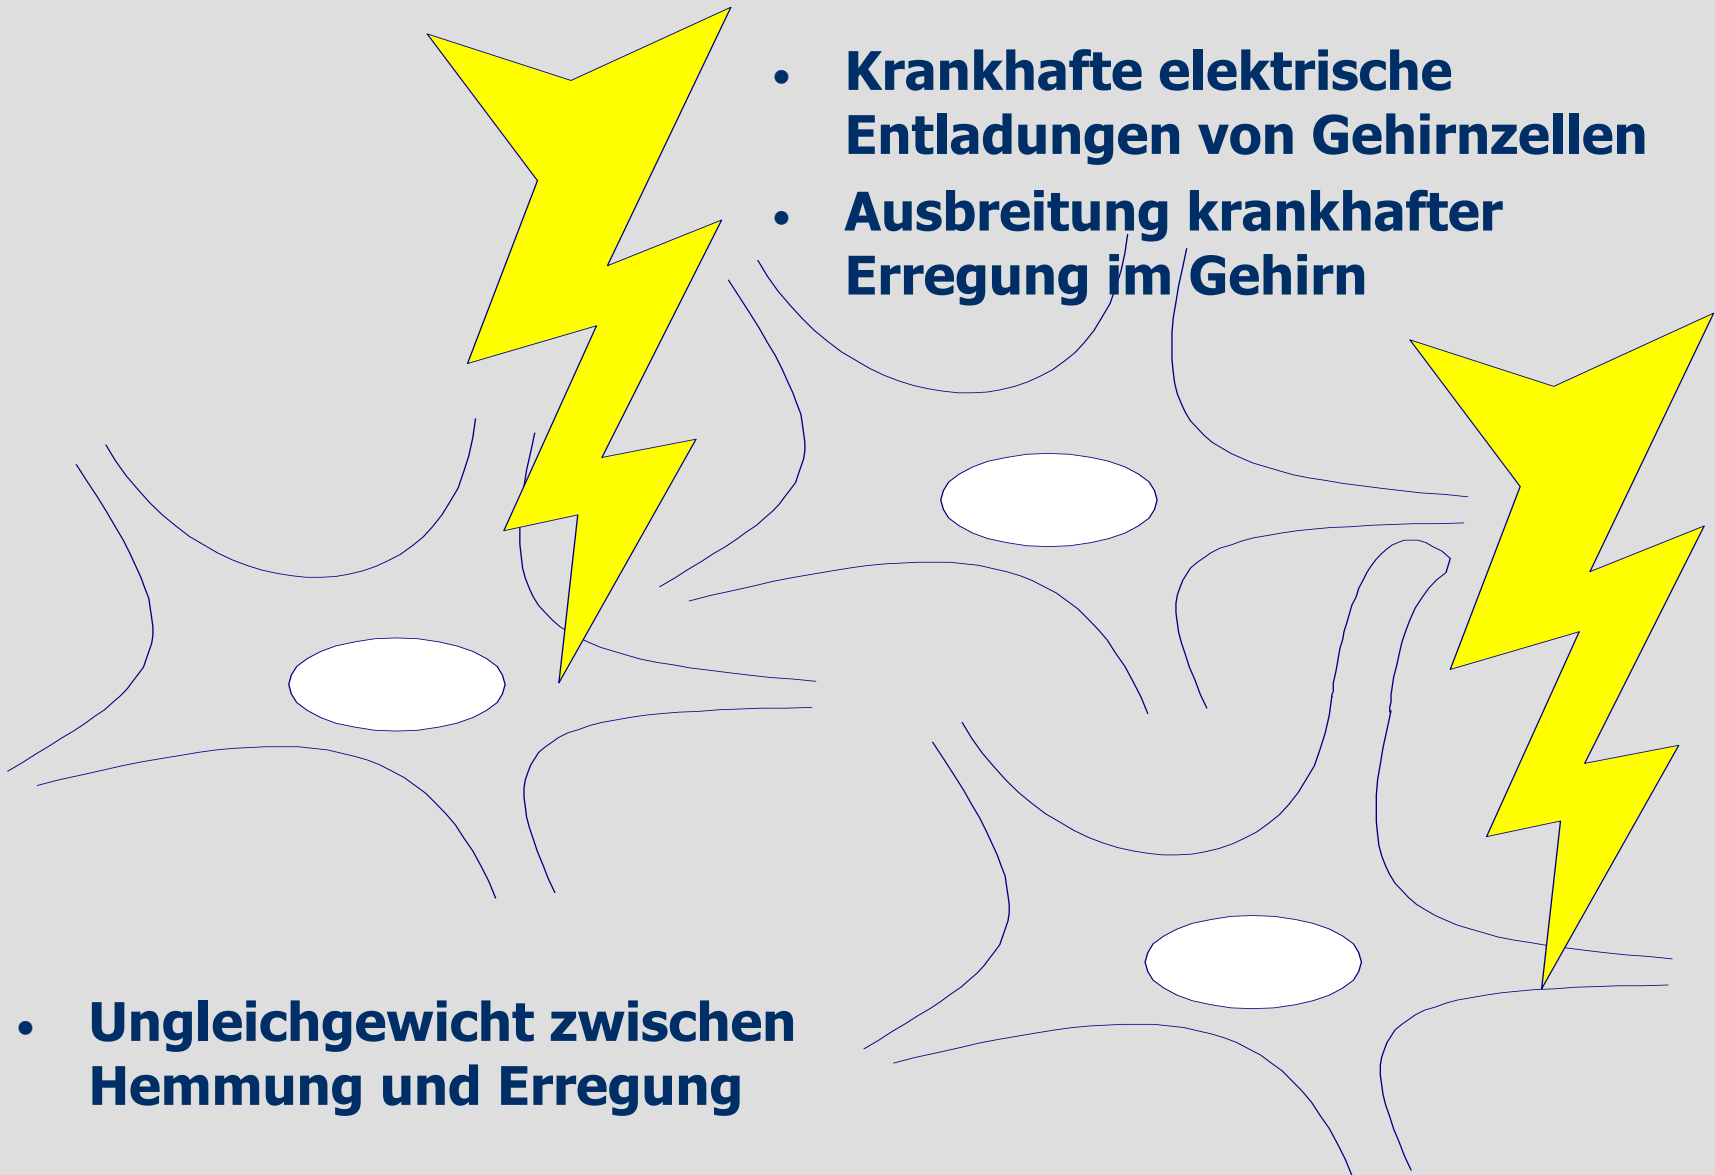 • Krankhafte elektrische
Entladungen von Gehirnzellen
• Ausbreitung krankhafter
Erregung im Gehirn
• Ungleichgewicht zwischen
Hemmung und Erregung